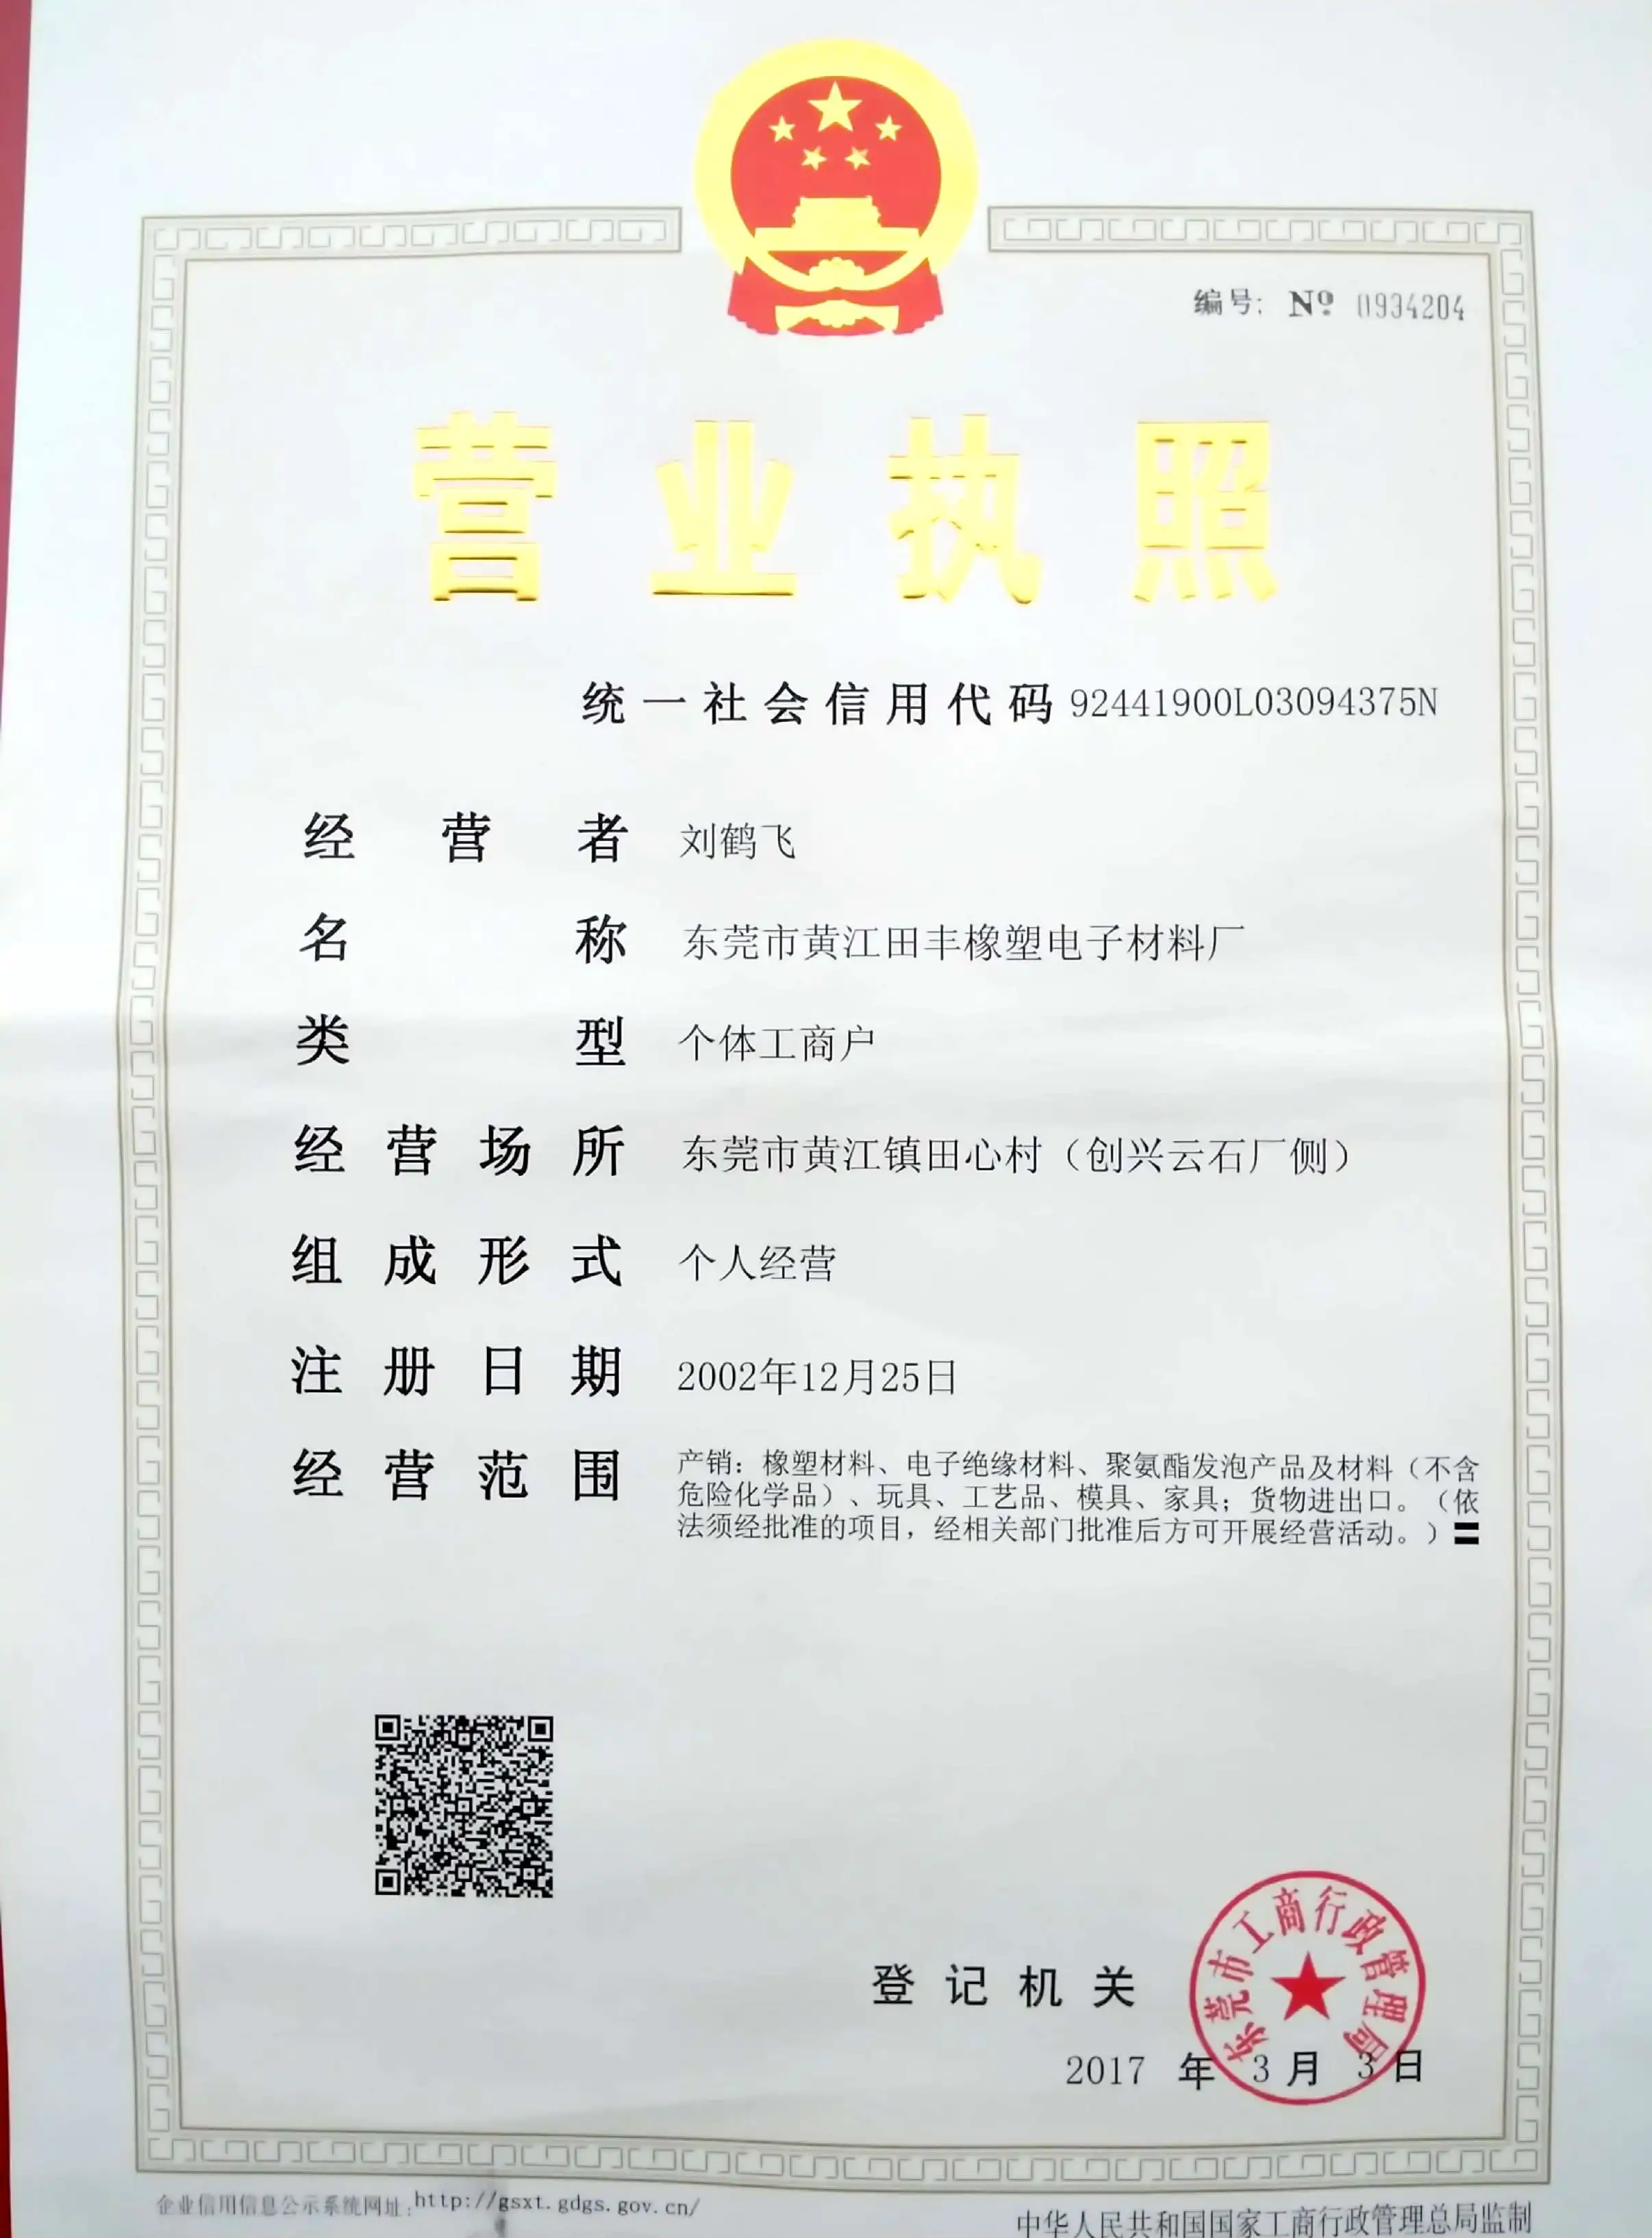 编号: Nº 0934204
营业执照
统一社会信用代码 92441900L03094375N
经营者 刘鹤飞
名称 东莞市黄江田丰橡塑电子材料厂
类型 个体工商户
经营场所 东莞市黄江镇田心村（创兴云石厂侧）
组成形式 个人经营
注册日期 2002年12月25日
经营范围 产销：橡塑材料、电子绝缘材料、聚氨酯发泡产品及材料（不含
危险化学品）、玩具、工艺品、模具、家具；货物进出口。（依
法须经批准的项目，经相关部门批准后方可开展经营活动。）
东莞市工商行政管理局
登记机关
2017 年 3 月 3 日
企业信用信息公示系统网址: http://gsxt.gdgs.gov.cn/
中华人民共和国国家工商行政管理总局监制